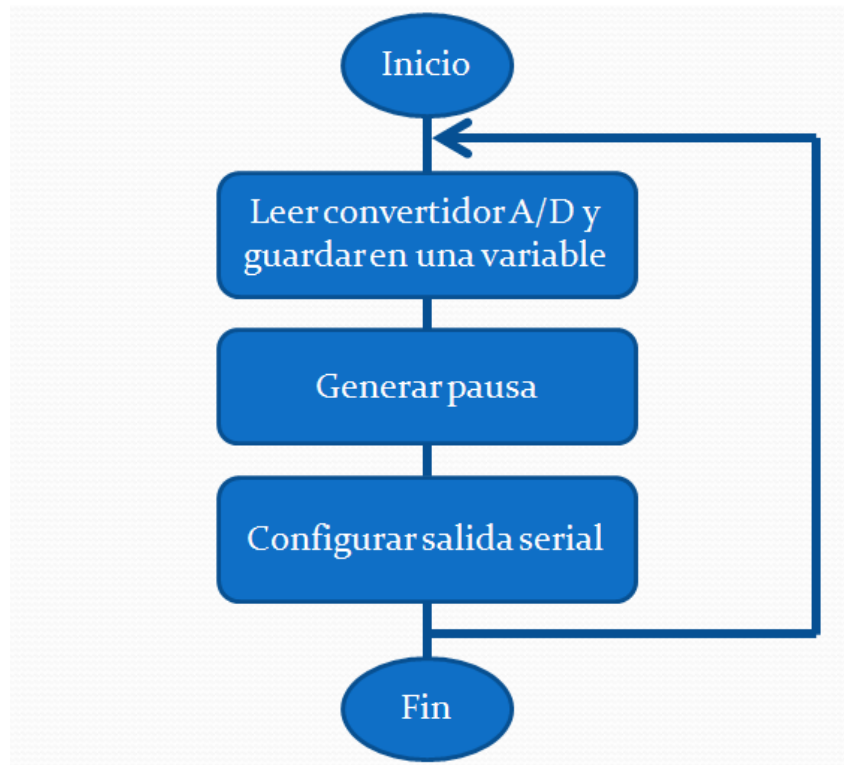 Inicio
Leer convertidor A/D y
guardar en una variable
Generar pausa
Configurar salida serial
Fin